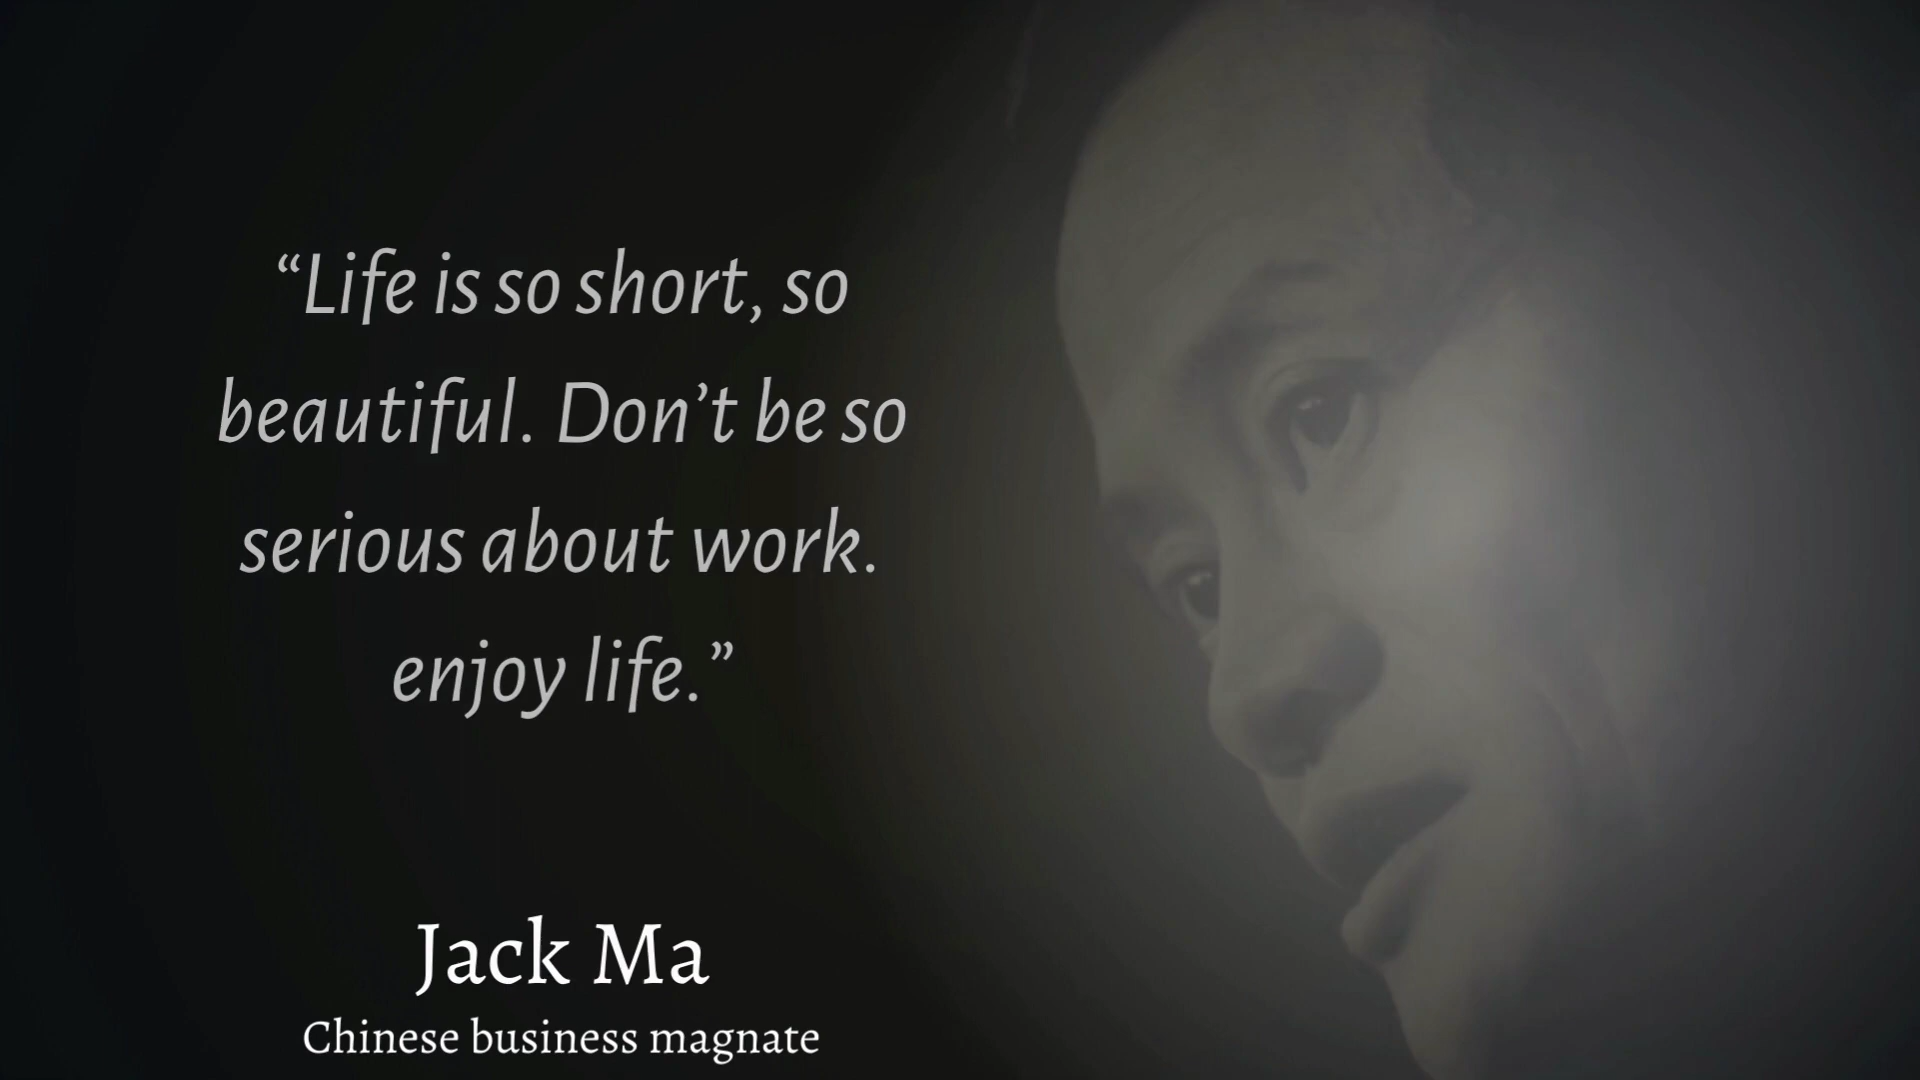 “Life is so short, so
beautiful. Don’t be so
serious about work.
enjoy life.”
Jack Ma
Chinese business magnate